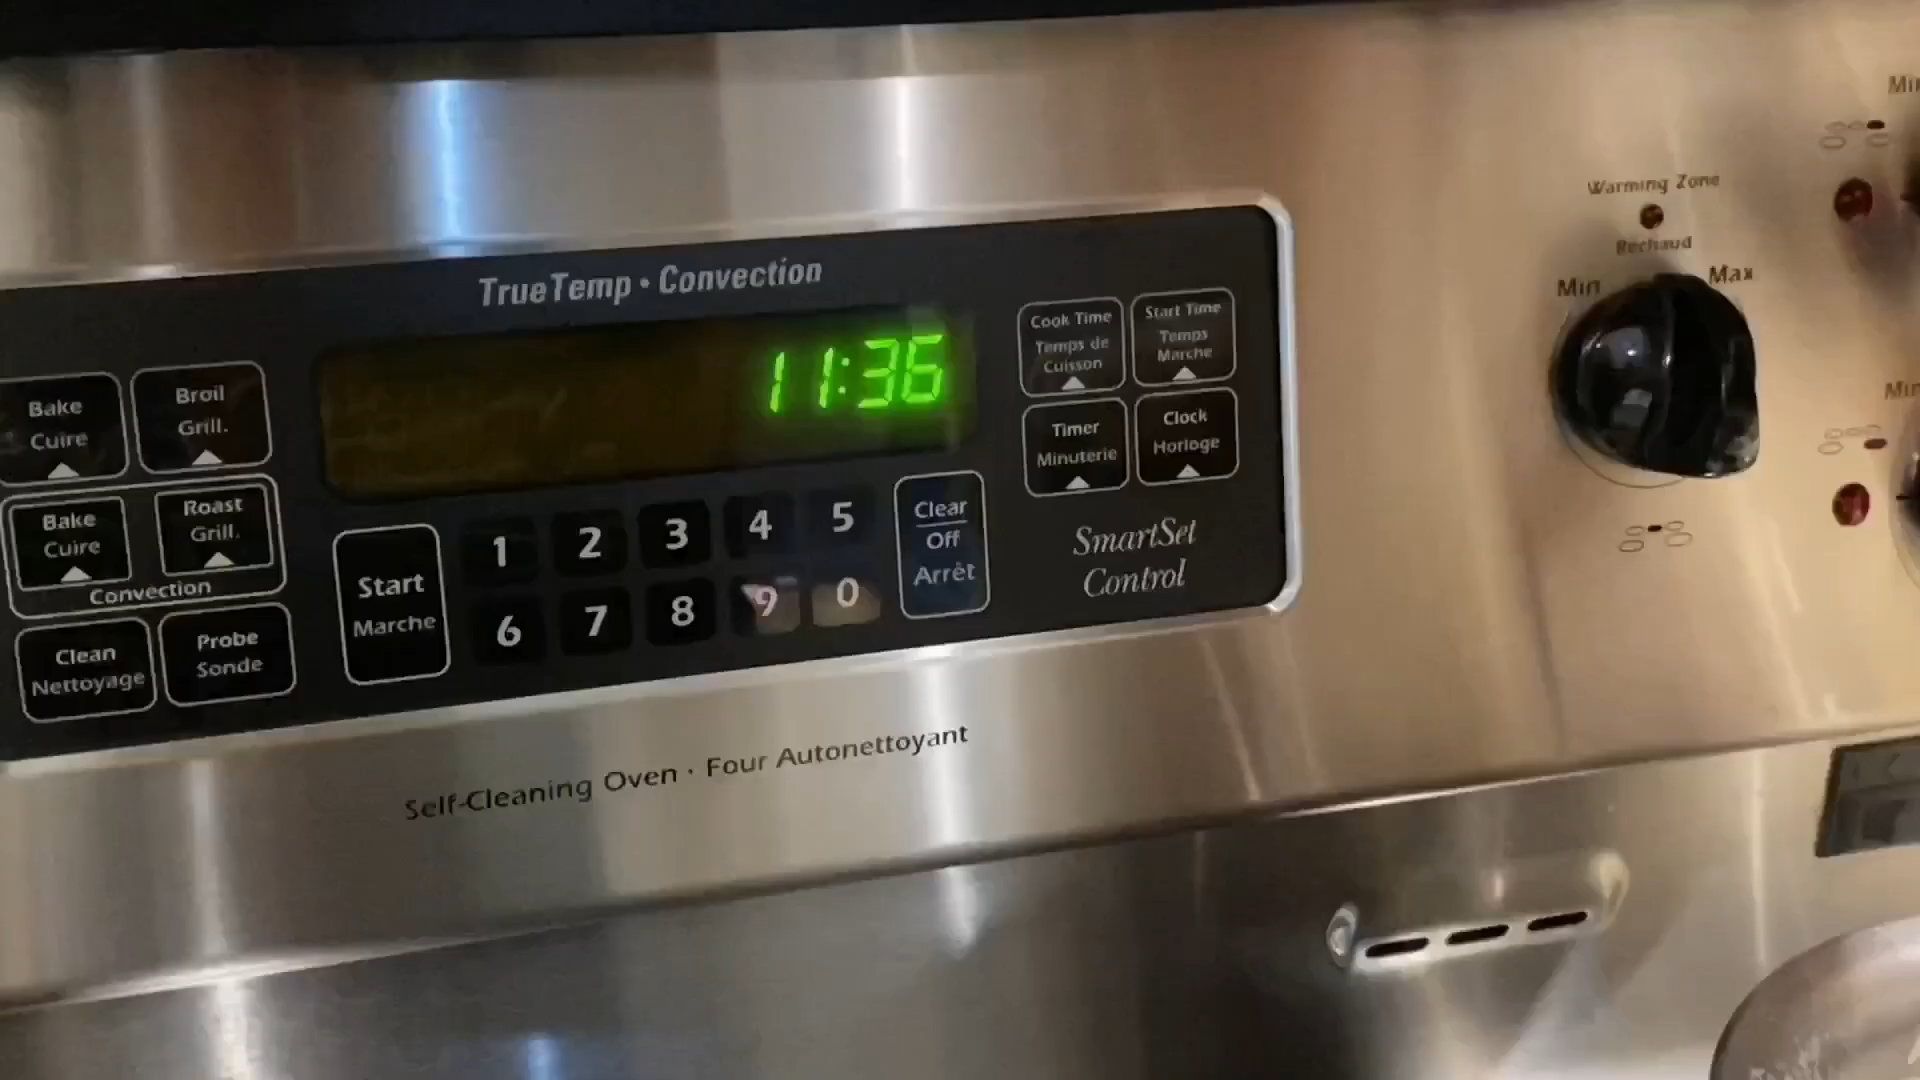 TrueTemp • Convection
11:36
Bake
Cuire
Broil
Grill.
Bake
Cuire
Roast
Grill.
Convection
Clean
Nettoyage
Probe
Sonde
Start
Marche
1 2 3 4 5
6 7 8 9 0
Clear
Off
Arrêt
Cook Time
Temps de
Cuisson
Start Time
Temps
Marche
Timer
Minuterie
Clock
Horloge
SmartSet
Control
Self-Cleaning Oven · Four Autonettoyant
Warming Zone
Rechaud
Min Max
Min